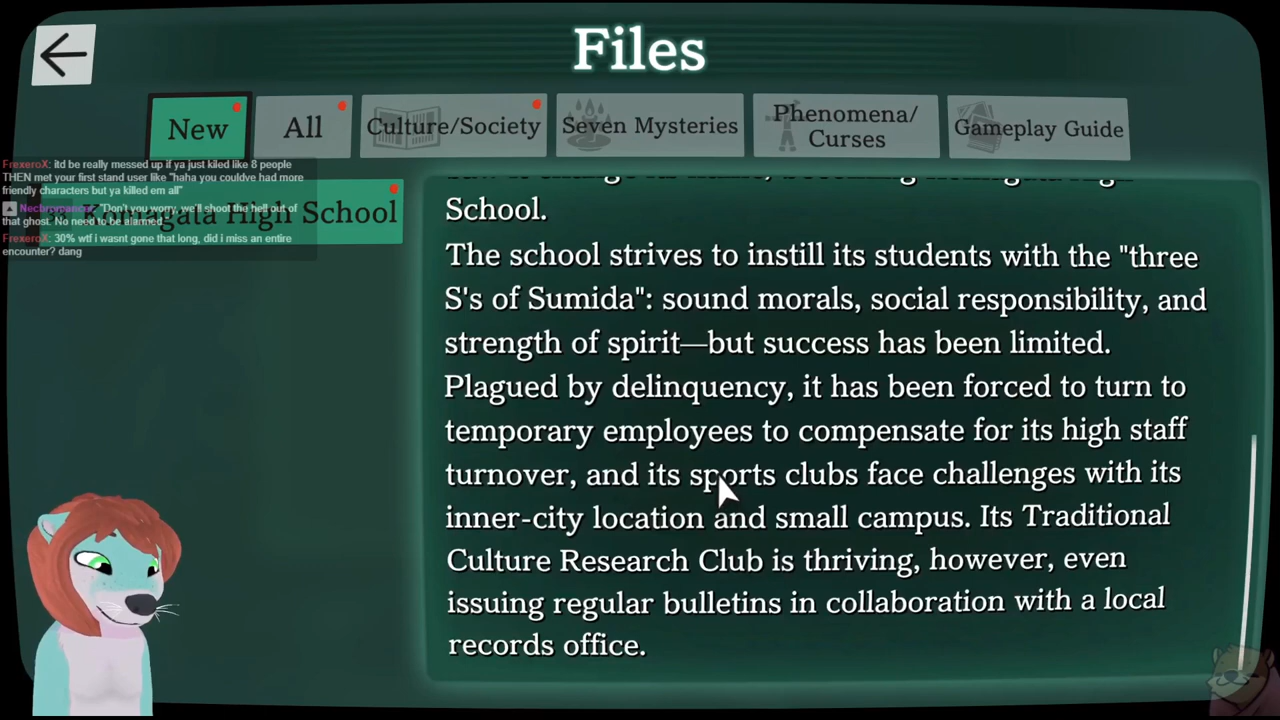 Files
New
All
Culture/Society
Seven Mysteries
Phenomena/
Curses
Gameplay Guide
FrexeroX: itd be really messed up if ya just kiled like 8 people
THEN met your first stand user like "haha you couldve had more
friendly characters but ya killed em all"
"Don't you worry, we'll shoot the hell out of
that ghost. No need to be alarmed."
FrexeroX: 30% wtf i wasnt gone that long, did i miss an entire
encounter? dang
Komagata High School
School.
The school strives to instill its students with the "three
S's of Sumida": sound morals, social responsibility, and
strength of spirit—but success has been limited.
Plagued by delinquency, it has been forced to turn to
temporary employees to compensate for its high staff
turnover, and its sports clubs face challenges with its
inner-city location and small campus. Its Traditional
Culture Research Club is thriving, however, even
issuing regular bulletins in collaboration with a local
records office.